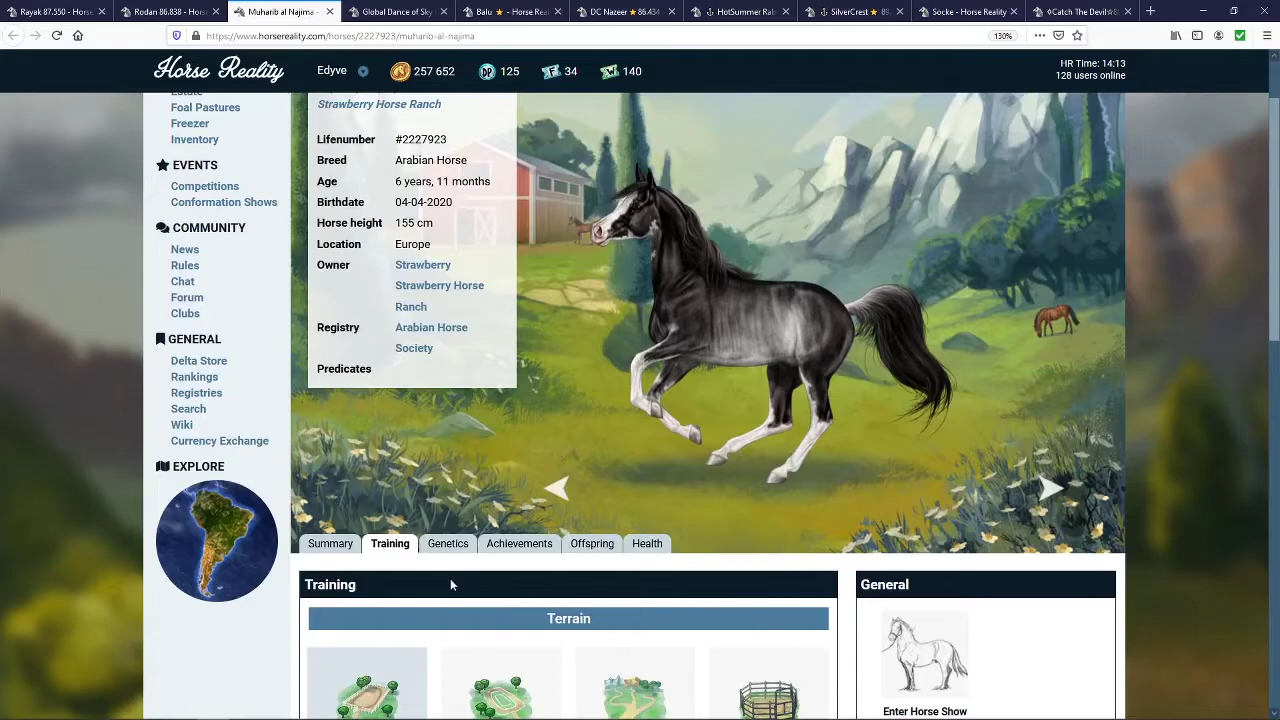 Rayak 87.550 - Horse
Rodan 86.838 - Horse
Muharib al Najima -
Global Dance of Sky
Balu ★ - Horse Real
DC Nazeer ★86.434
HotSummer Rab
SilverCrest ☆ 89.
Socke - Horse Reality
Catch The Devil☆8
https://www.horsereality.com/horses/2227923/muharib-al-najima
130%
Horse Reality
Edyve
257 652
DP 125
34
W 140
HR Time: 14:13
128 users online
Estate
Foal Pastures
Freezer
Inventory
EVENTS
Competitions
Conformation Shows
COMMUNITY
News
Rules
Chat
Forum
Clubs
GENERAL
Delta Store
Rankings
Registries
Search
Wiki
Currency Exchange
EXPLORE
Strawberry Horse Ranch
Lifenumber #2227923
Breed Arabian Horse
Age 6 years, 11 months
Birthdate 04-04-2020
Horse height 155 cm
Location Europe
Owner Strawberry
Strawberry Horse
Ranch
Registry Arabian Horse
Society
Predicates
Summary Training Genetics Achievements Offspring Health
Training
Terrain
General
Enter Horse Show